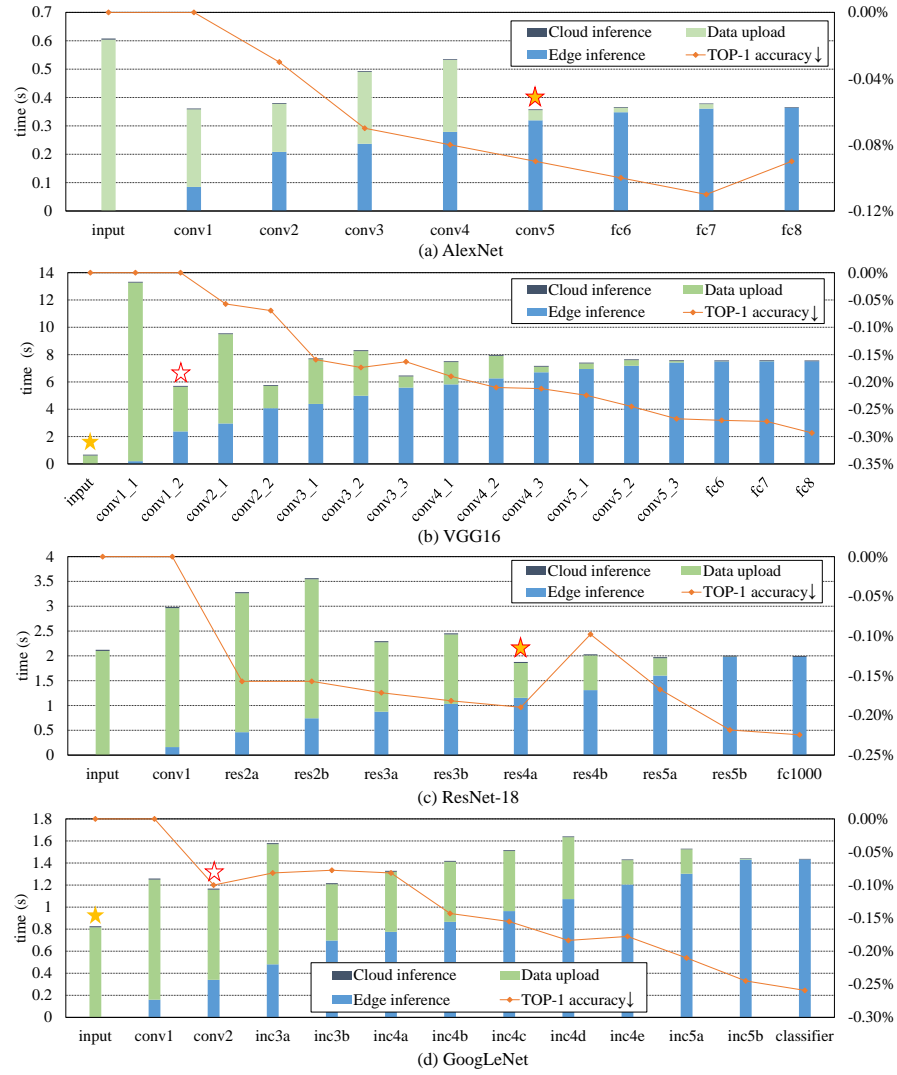 0.7
0.6
0.5
0.4
0.3
0.2
0.1
0
time (s)
Cloud inference
Data upload
Edge inference
TOP-1 accuracy↓
0.00%
-0.04%
-0.08%
-0.12%
input conv1 conv2 conv3 conv4 conv5 fc6 fc7 fc8
(a) AlexNet
14
12
10
8
6
4
2
0
time (s)
Cloud inference
Data upload
Edge inference
TOP-1 accuracy↓
0.00%
-0.05%
-0.10%
-0.15%
-0.20%
-0.25%
-0.30%
-0.35%
input conv1_1 conv1_2 conv2_1 conv2_2 conv3_1 conv3_2 conv3_3 conv4_1 conv4_2 conv4_3 conv5_1 conv5_2 conv5_3 fc6 fc7 fc8
(b) VGG16
4
3.5
3
2.5
2
1.5
1
0.5
0
time (s)
Cloud inference
Data upload
Edge inference
TOP-1 accuracy↓
0.00%
-0.05%
-0.10%
-0.15%
-0.20%
-0.25%
input conv1 res2a res2b res3a res3b res4a res4b res5a res5b fc1000
(c) ResNet-18
1.8
1.6
1.4
1.2
1
0.8
0.6
0.4
0.2
0
time (s)
Cloud inference
Data upload
Edge inference
TOP-1 accuracy↓
0.00%
-0.05%
-0.10%
-0.15%
-0.20%
-0.25%
-0.30%
input conv1 conv2 inc3a inc3b inc4a inc4b inc4c inc4d inc4e inc5a inc5b classifier
(d) GoogLeNet